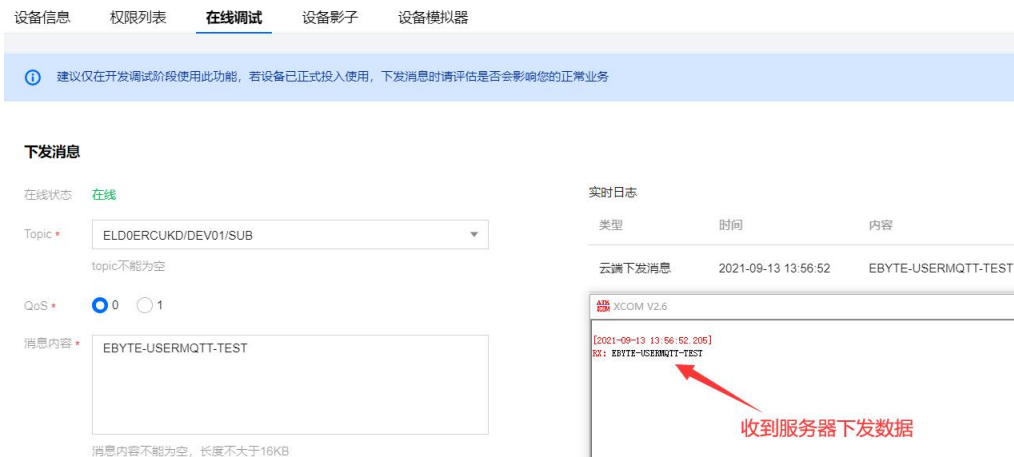 设备信息 权限列表 在线调试 设备影子 设备模拟器
建议仅在开发调试阶段使用此功能，若设备已正式投入使用，下发消息时请评估是否会影响您的正常业务
下发消息
在线状态 在线
Topic * ELD0ERCUKD/DEV01/SUB
topic不能为空
QoS * 0 1
消息内容 * EBYTE-USERMQTT-TEST
消息内容不能为空，长度不大于16KB
实时日志
类型 时间 内容
云端下发消息 2021-09-13 13:56:52 EBYTE-USERMQTT-TEST
ATK XCOM XCOM V2.6
[2021-09-13 13:56:52.205]
RX: EBYTE-USERMQTT-TEST
收到服务器下发数据